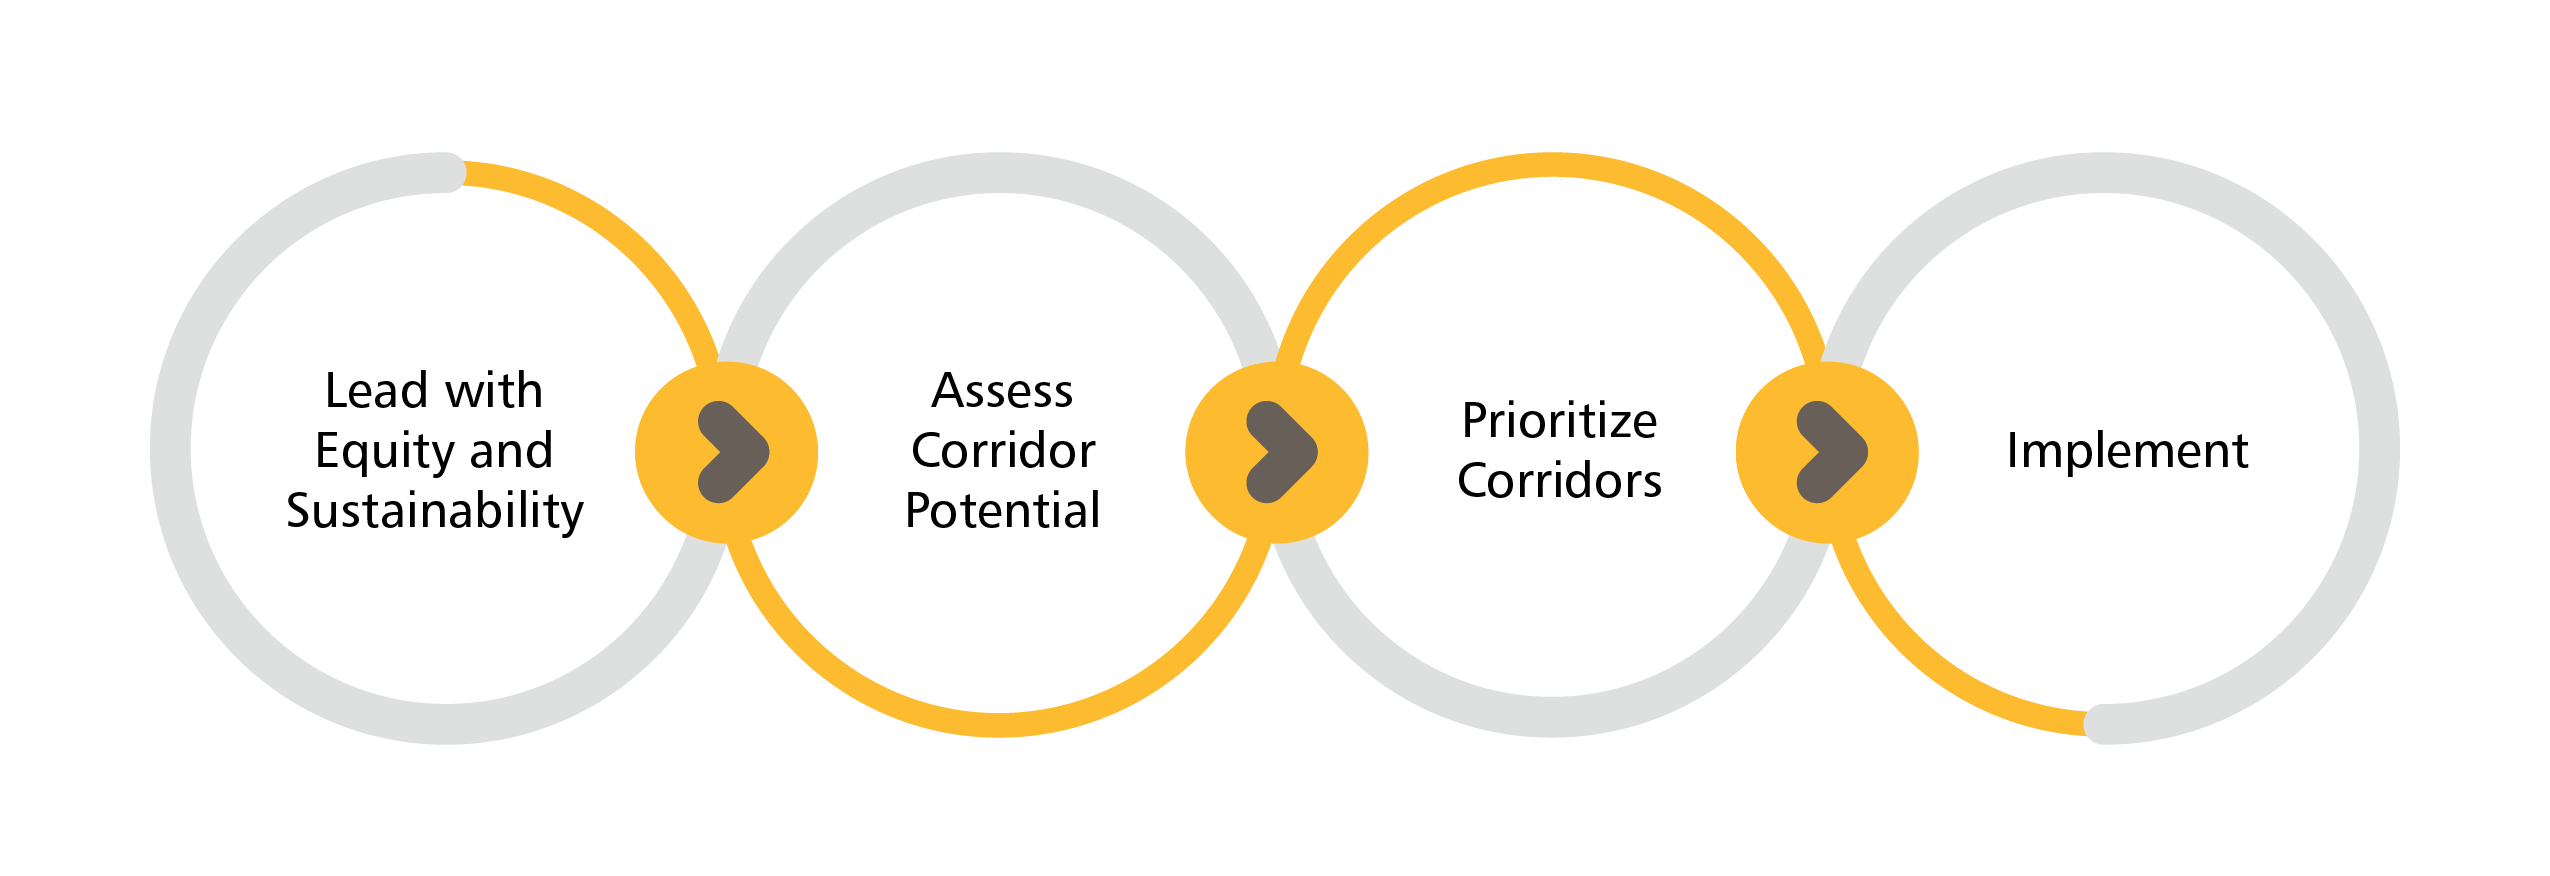 Lead with
Equity and
Sustainability
Assess
Corridor
Potential
Prioritize
Corridors
Implement